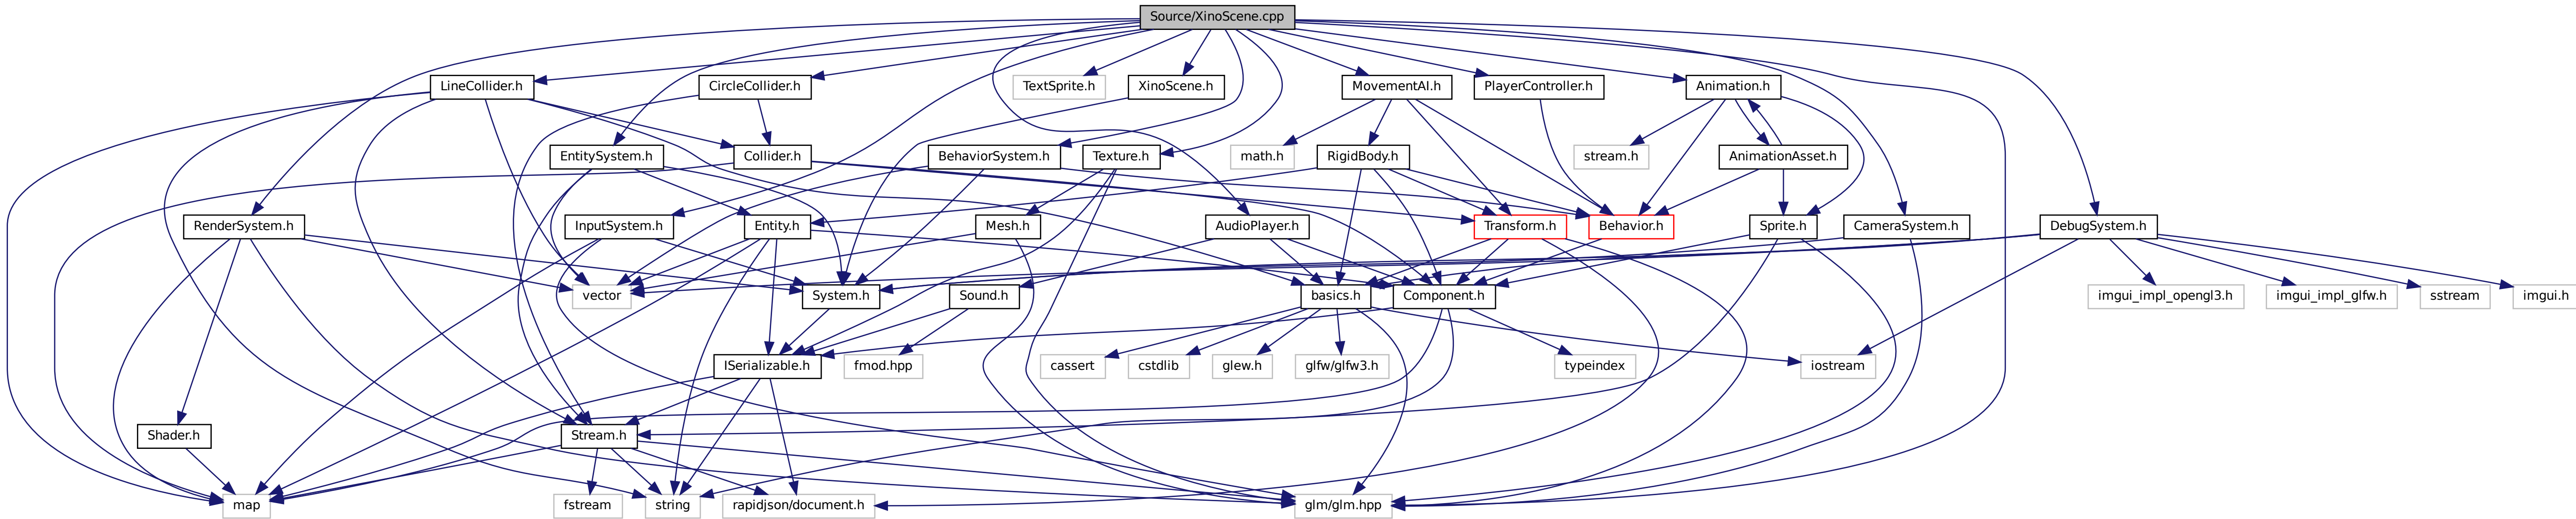 Source/XinoScene.cpp
LineCollider.h
CircleCollider.h
TextSprite.h
XinoScene.h
MovementAI.h
PlayerController.h
Animation.h
EntitySystem.h
Collider.h
BehaviorSystem.h
Texture.h
math.h
RigidBody.h
stream.h
AnimationAsset.h
RenderSystem.h
InputSystem.h
Entity.h
Mesh.h
AudioPlayer.h
Transform.h
Behavior.h
Sprite.h
CameraSystem.h
DebugSystem.h
vector
System.h
Sound.h
basics.h
Component.h
imgui_impl_opengl3.h
imgui_impl_glfw.h
sstream
imgui.h
ISerializable.h
fmod.hpp
cassert
cstdlib
glew.h
glfw/glfw3.h
typeindex
iostream
Shader.h
Stream.h
map
fstream
string
rapidjson/document.h
glm/glm.hpp